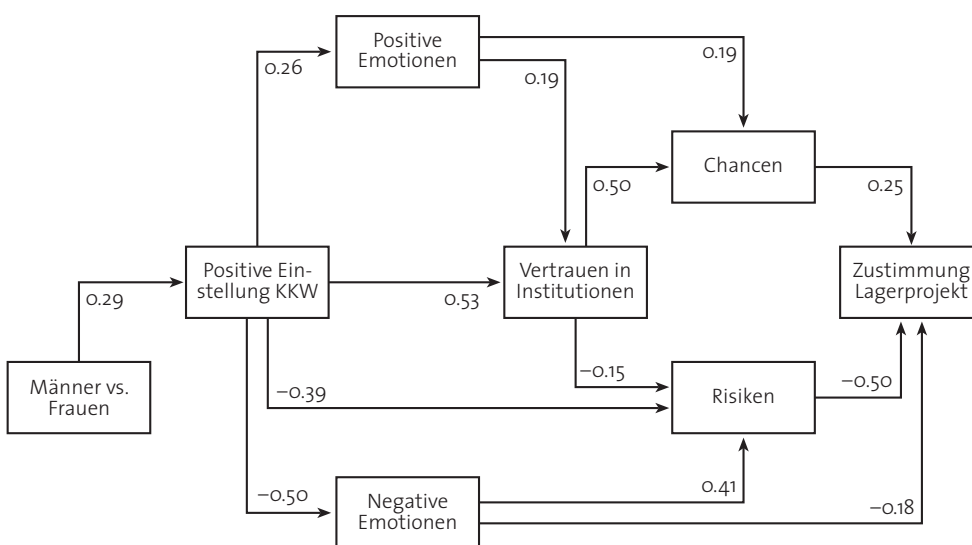 Positive
Emotionen
0.26
0.19
0.19
Chancen
0.50
0.25
Positive Ein-
stellung KKW
Vertrauen in
Institutionen
Zustimmung
Lagerprojekt
0.29
0.53
Männer vs.
Frauen
–0.39
–0.15
Risiken
–0.50
–0.50
Negative
Emotionen
0.41
–0.18